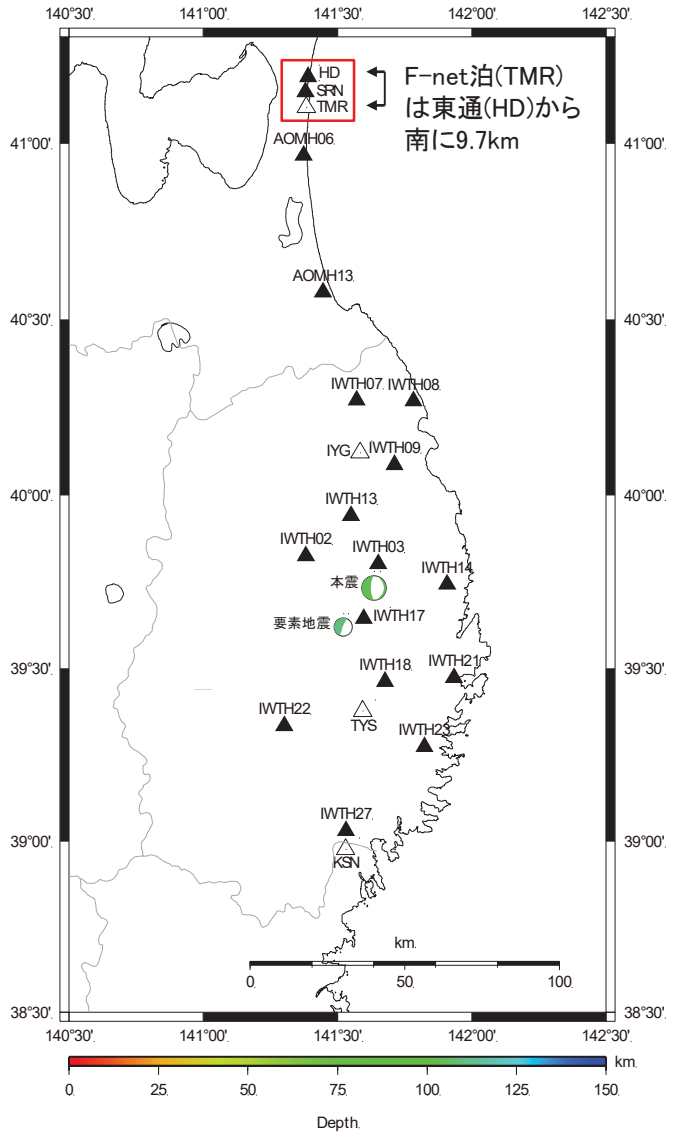 140°30'. 141°00'. 141°30'. 142°00'. 142°30'.
HD
SRN
TMR
F-net泊(TMR)
は東通(HD)から
南に9.7km
AOMH06
41°00'. 41°00'.
AOMH13
40°30'. 40°30'.
IWTH07 IWTH08
IYG IWTH09
40°00'. 40°00'.
IWTH13
IWTH02 IWTH03
IWTH14
本震
要素地震 IWTH17
39°30'. 39°30'.
IWTH18 IWTH21
IWTH22 TYS IWTH23
IWTH27
39°00'. 39°00'.
KSN
km.
0. 50. 100.
38°30'. 38°30'.
140°30'. 141°00'. 141°30'. 142°00'. 142°30'.
km.
0. 25. 50. 75. 100. 125. 150.
Depth.